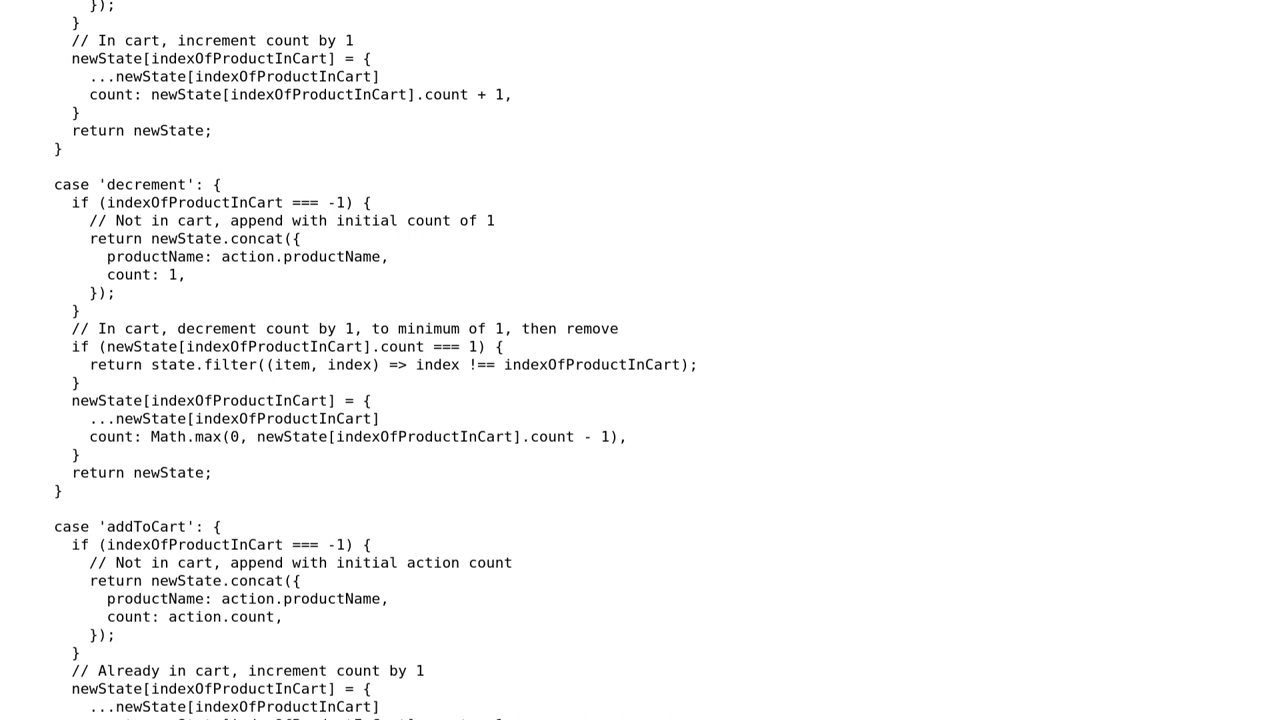 });
}
// In cart, increment count by 1
newState[indexOfProductInCart] = {
...newState[indexOfProductInCart]
count: newState[indexOfProductInCart].count + 1,
}
return newState;
}
case 'decrement': {
if (indexOfProductInCart === -1) {
// Not in cart, append with initial count of 1
return newState.concat({
productName: action.productName,
count: 1,
});
}
// In cart, decrement count by 1, to minimum of 1, then remove
if (newState[indexOfProductInCart].count === 1) {
return state.filter((item, index) => index !== indexOfProductInCart);
}
newState[indexOfProductInCart] = {
...newState[indexOfProductInCart]
count: Math.max(0, newState[indexOfProductInCart].count - 1),
}
return newState;
}
case 'addToCart': {
if (indexOfProductInCart === -1) {
// Not in cart, append with initial action count
return newState.concat({
productName: action.productName,
count: action.count,
});
}
// Already in cart, increment count by 1
newState[indexOfProductInCart] = {
...newState[indexOfProductInCart]